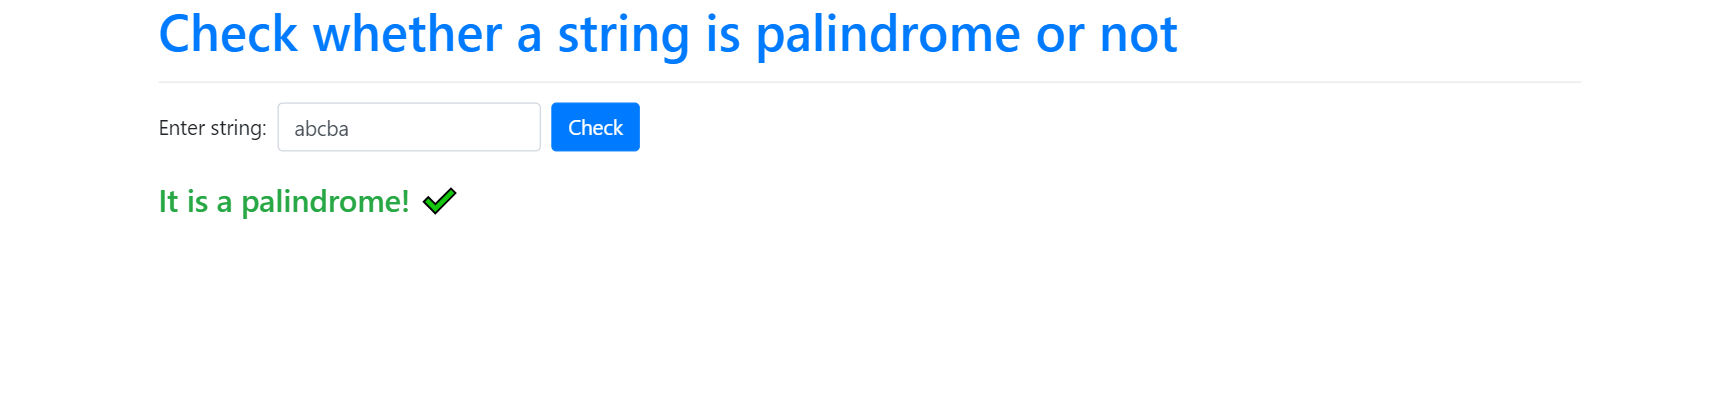 Check whether a string is palindrome or not
Enter string: abcba Check
It is a palindrome!